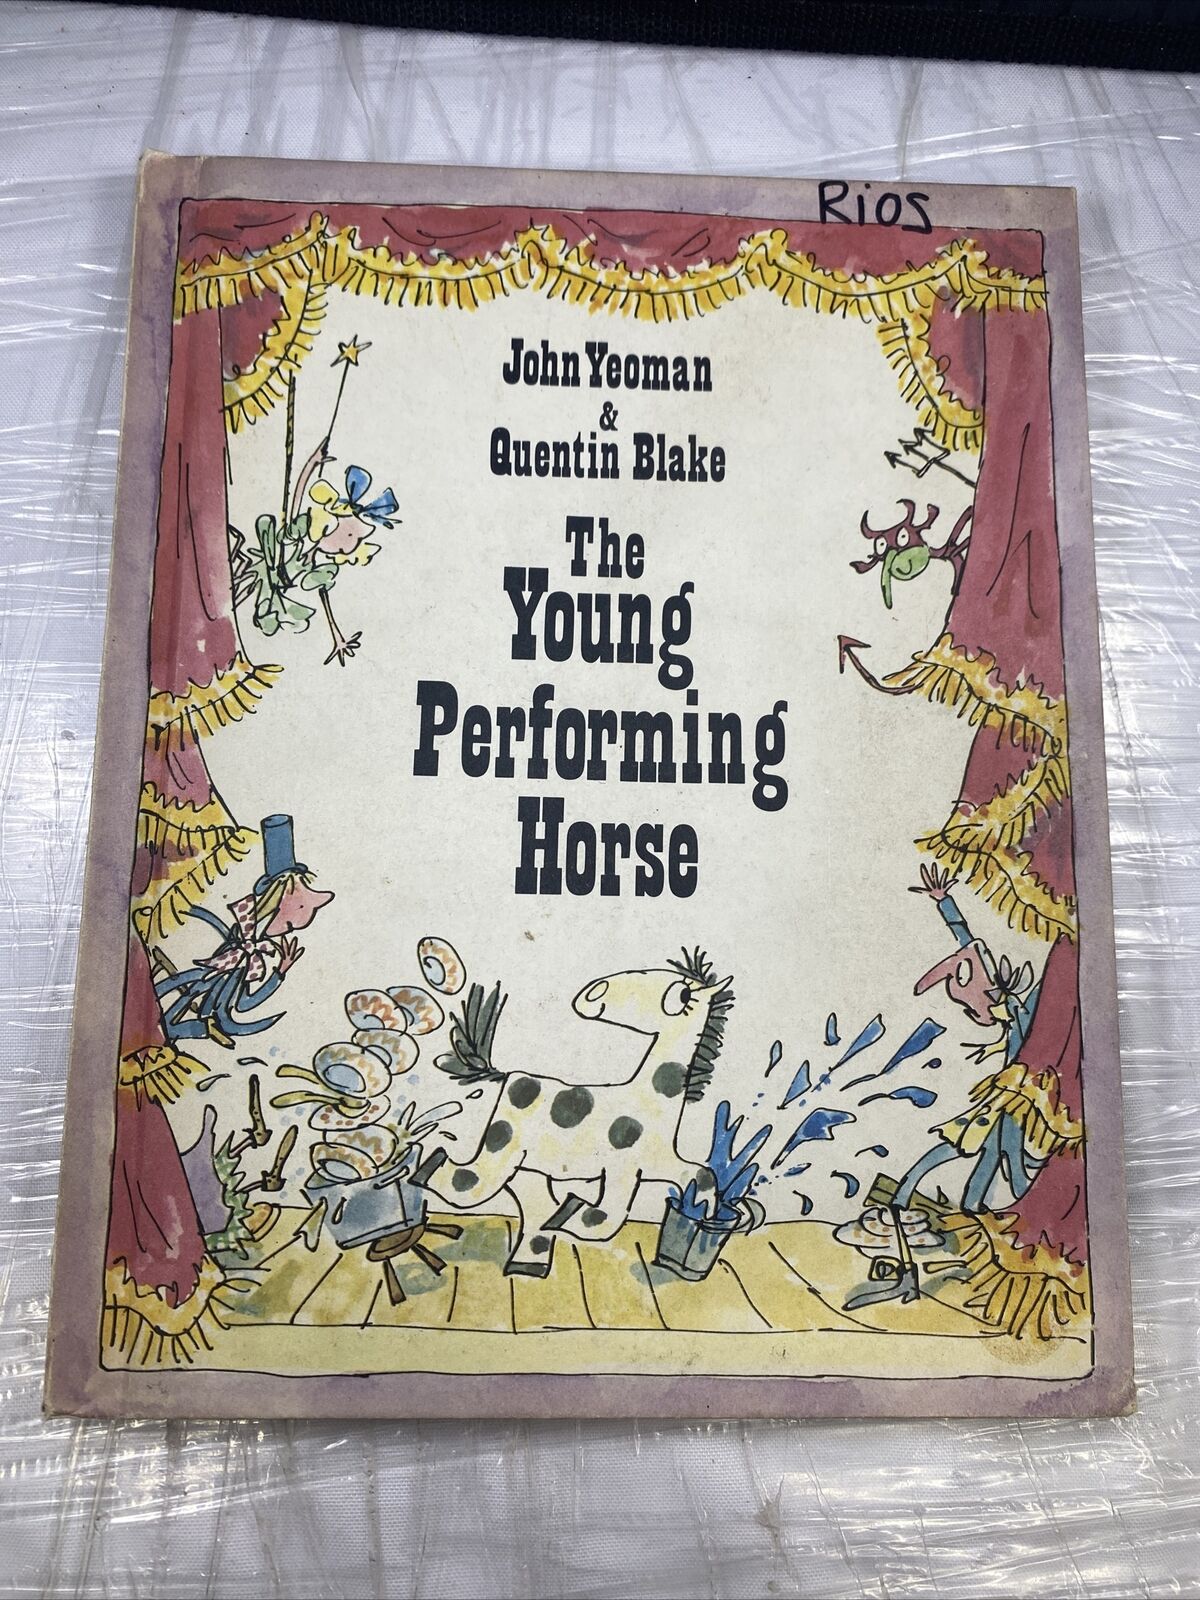 Rios
John Yeoman
&
Quentin Blake
The
Young
Performing
Horse